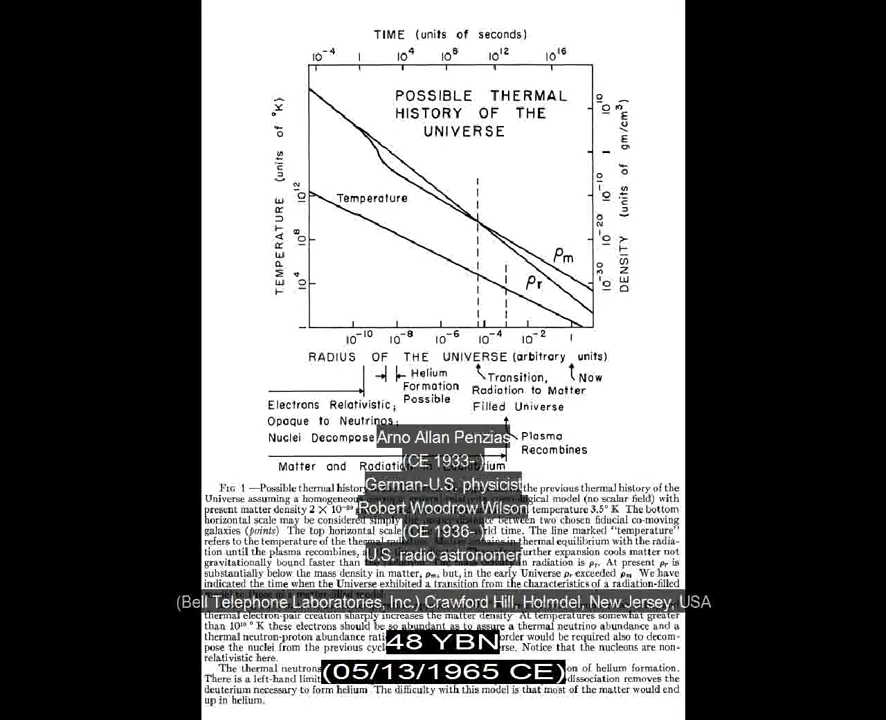 TIME (units of seconds)
10⁻⁴ 1 10⁴ 10⁸ 10¹² 10¹⁶
POSSIBLE THERMAL
HISTORY OF THE
UNIVERSE
TEMPERATURE (units of °K)
10¹²
10⁸
10⁴
DENSITY (units of gm/cm³)
10¹⁰
1
10⁻¹⁰
10⁻²⁰
10⁻³⁰
Temperature
ρm
ρr
10⁻¹⁰ 10⁻⁸ 10⁻⁶ 10⁻⁴ 10⁻² 1
RADIUS OF THE UNIVERSE (arbitrary units)
Helium
Formation
Possible
Transition,
Radiation to Matter
Filled Universe
Now
Electrons Relativistic;
Opaque to Neutrinos;
Nuclei Decompose
Plasma
Recombines
Matter and Radiation in Equilibrium
Arno Allan Penzias
(CE 1933- )
German-U.S. physicist
Robert Woodrow Wilson
(CE 1936- )
U.S. radio astronomer
(Bell Telephone Laboratories, Inc.) Crawford Hill, Holmdel, New Jersey, USA
48 YBN
(05/13/1965 CE)
FIG 1 —Possible thermal history the previous thermal history of the
Universe assuming a homogeneous cosmological model (no scalar field) with
present matter density 2 × 10 temperature 3.5° K The bottom
horizontal scale may be considered simply the between two chosen fiducial co-moving
galaxies (points) The top horizontal scale time. The line marked "temperature"
refers to the temperature of the thermal in thermal equilibrium with the radia-
tion until the plasma recombines, further expansion cools matter not
gravitationally bound faster than in radiation is ρr. At present ρr is
substantially below the mass density in matter, ρm, but, in the early Universe ρr exceeded ρm We have
indicated the time when the Universe exhibited a transition from the characteristics of a radiation-filled
thermal electron-pair creation sharply increases the matter density At temperatures somewhat greater
than 10¹⁰ ° K these electrons should be so abundant as to assure a thermal neutrino abundance and a
thermal neutron-proton abundance order would be required also to decom-
pose the nuclei from the previous Notice that the nucleons are non-
relativistic here.
The thermal neutrons of helium formation.
There is a left-hand dissociation removes the
deuterium necessary to form helium The difficulty with this model is that most of the matter would end
up in helium.